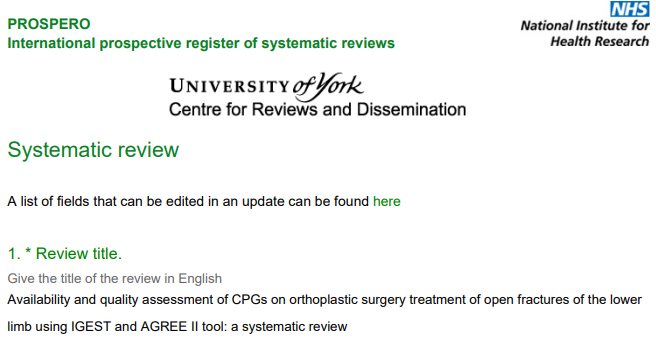 PROSPERO
International prospective register of systematic reviews
NHS
National Institute for
Health Research
UNIVERSITY of York
Centre for Reviews and Dissemination
Systematic review
A list of fields that can be edited in an update can be found here
1. * Review title.
Give the title of the review in English
Availability and quality assessment of CPGs on orthoplastic surgery treatment of open fractures of the lower
limb using IGEST and AGREE II tool: a systematic review